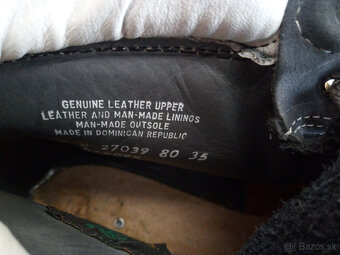 GENUINE LEATHER UPPER
LEATHER AND MAN-MADE LININGS
MAN-MADE OUTSOLE
MADE IN DOMINICAN REPUBLIC
27039 80 35
Bazos.sk